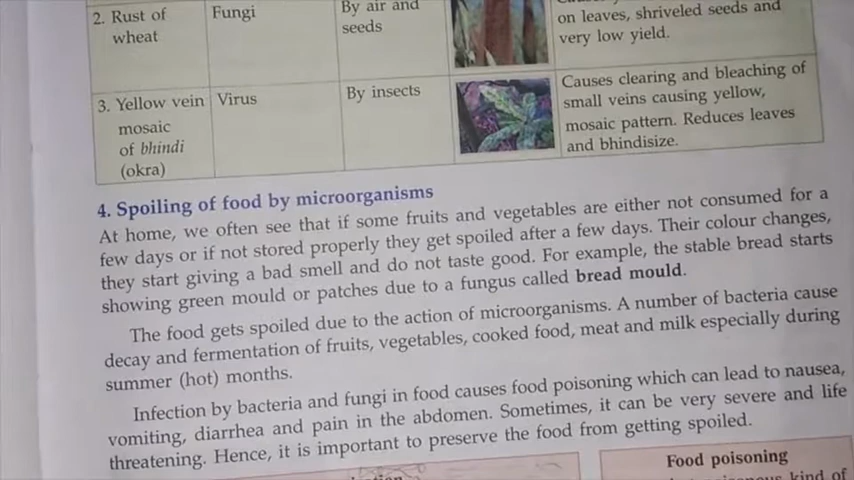 2. Rust of
wheat
Fungi
By air and
seeds
on leaves, shriveled seeds and
very low yield.
3. Yellow vein
mosaic
of bhindi
(okra)
Virus
By insects
Causes clearing and bleaching of
small veins causing yellow,
mosaic pattern. Reduces leaves
and bhindisize.
4. Spoiling of food by microorganisms
At home, we often see that if some fruits and vegetables are either not consumed for a
few days or if not stored properly they get spoiled after a few days. Their colour changes,
they start giving a bad smell and do not taste good. For example, the stable bread starts
showing green mould or patches due to a fungus called bread mould.
The food gets spoiled due to the action of microorganisms. A number of bacteria cause
decay and fermentation of fruits, vegetables, cooked food, meat and milk especially during
summer (hot) months.
Infection by bacteria and fungi in food causes food poisoning which can lead to nausea,
vomiting, diarrhea and pain in the abdomen. Sometimes, it can be very severe and life
threatening. Hence, it is important to preserve the food from getting spoiled.
Food poisoning
kind of